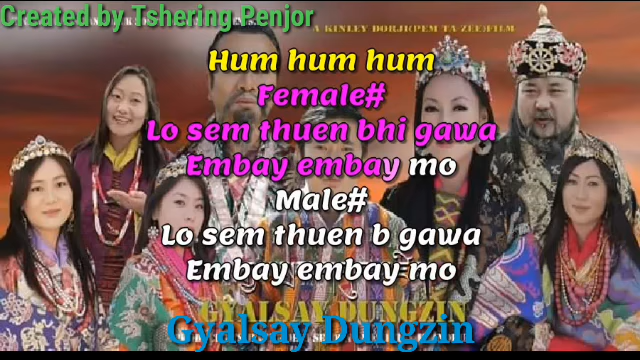 Created by Tshering Penjor
A KINLEY DORJI(PEM TA ZEE)FILM
Hum hum hum
Female#
Lo sem thuen bhi gawa
Embay embay mo
Male#
Lo sem thuen b gawa
Embay embay mo
GYALSAY DUNGZIN
Gyalsay Dungzin